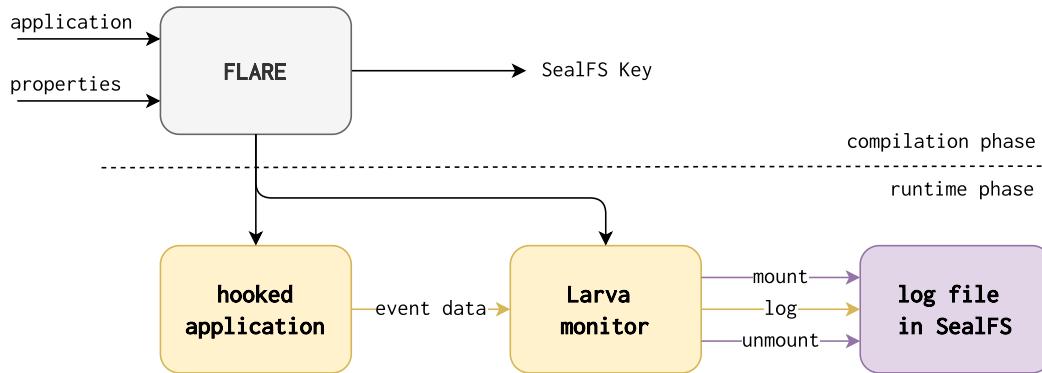 application
FLARE
SealFS Key
properties
compilation phase
runtime phase
hooked
application
event data
Larva
monitor
mount
log
unmount
log file
in SealFS